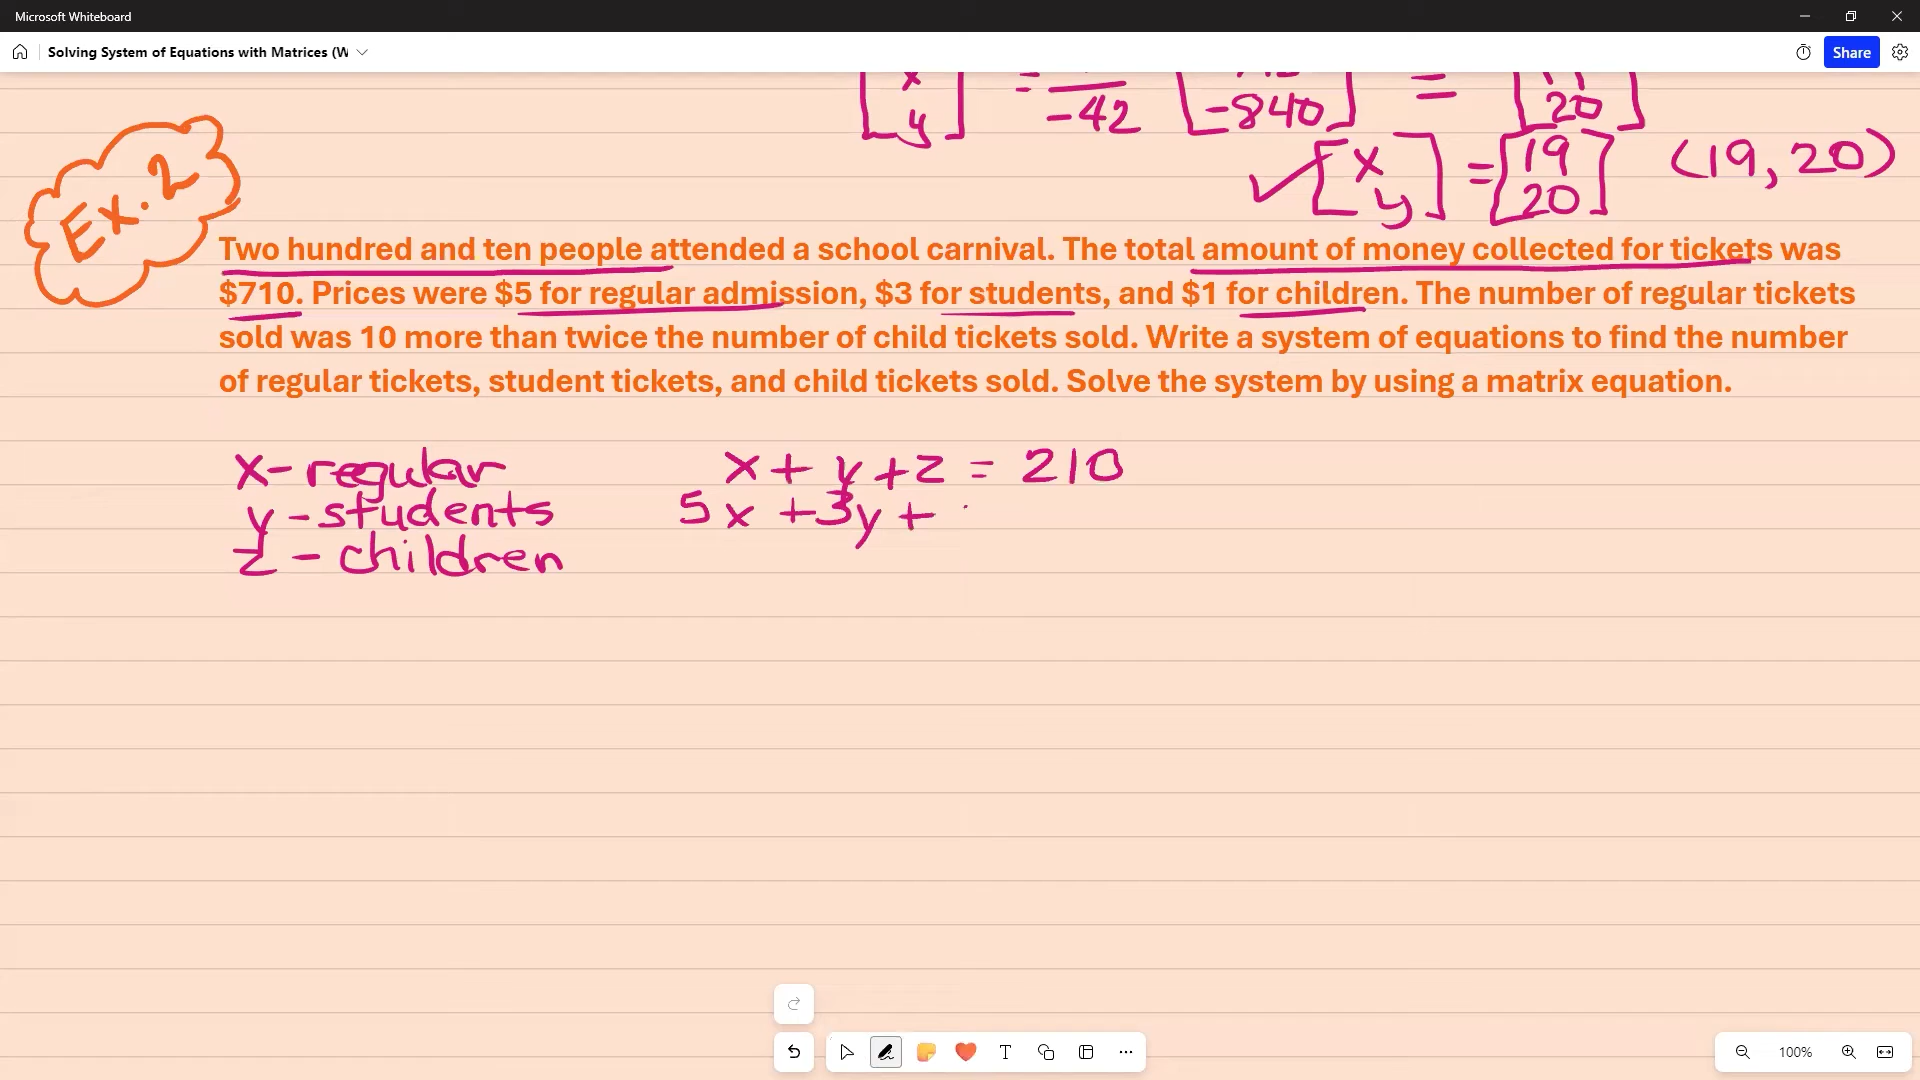 Microsoft Whiteboard
Solving System of Equations with Matrices (W
Share
x
y
=
-42
-840
=
20
Ex. 2
x
y
=
19
20
(19, 20)
Two hundred and ten people attended a school carnival. The total amount of money collected for tickets was
$710. Prices were $5 for regular admission, $3 for students, and $1 for children. The number of regular tickets
sold was 10 more than twice the number of child tickets sold. Write a system of equations to find the number
of regular tickets, student tickets, and child tickets sold. Solve the system by using a matrix equation.
x - regular
y - students
z - children
x + y + z = 210
5x + 3y +
100%